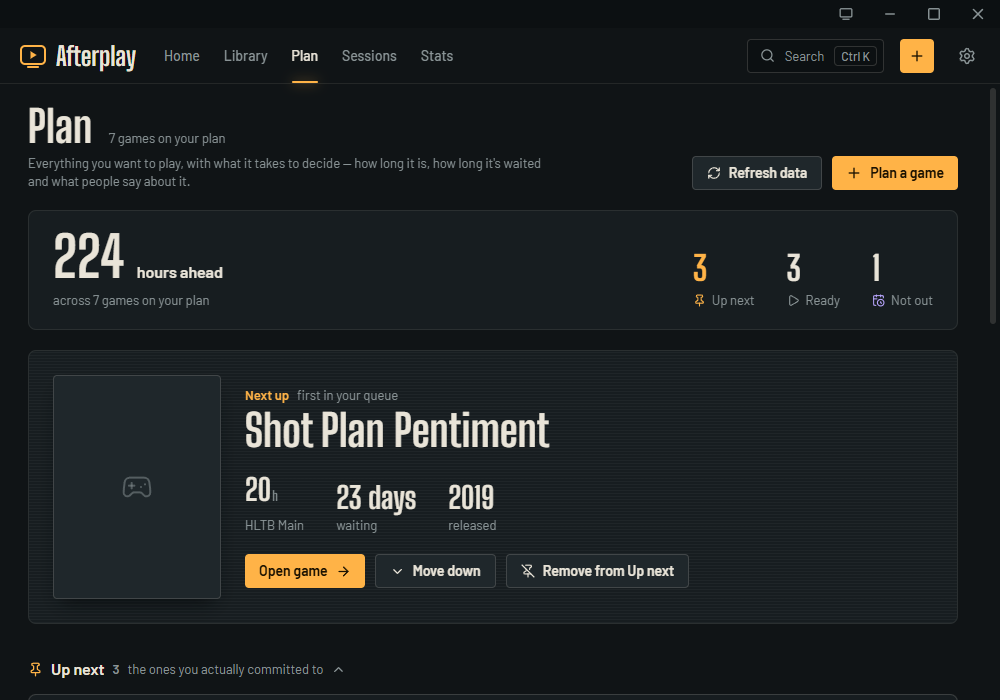 Afterplay
Home
Library
Plan
Sessions
Stats
Search
Ctrl K
Plan
7 games on your plan
Everything you want to play, with what it takes to decide — how long it is, how long it's waited
and what people say about it.
Refresh data
Plan a game
224 hours ahead
across 7 games on your plan
3
Up next
3
Ready
1
Not out
Next up first in your queue
Shot Plan Pentiment
20h
HLTB Main
23 days
waiting
2019
released
Open game
Move down
Remove from Up next
Up next 3 the ones you actually committed to